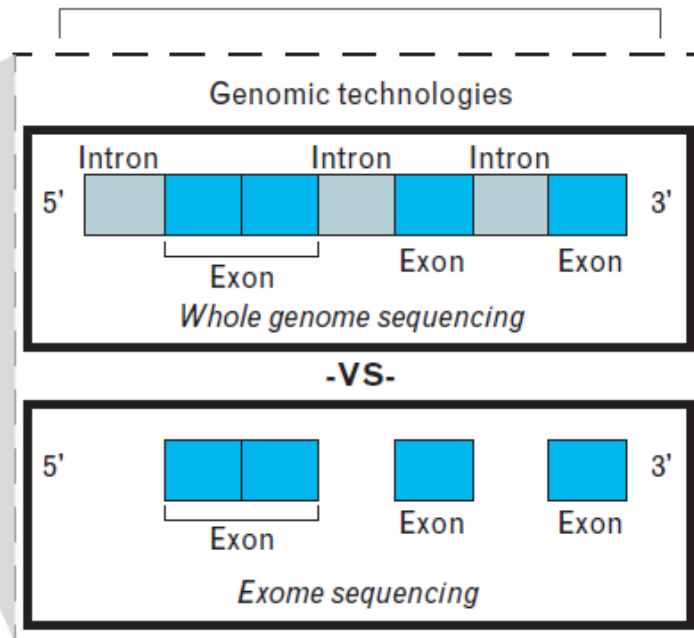 Genomic technologies
Intron Intron Intron
5' 3'
Exon Exon Exon
Whole genome sequencing
-VS-
5' 3'
Exon Exon Exon
Exome sequencing